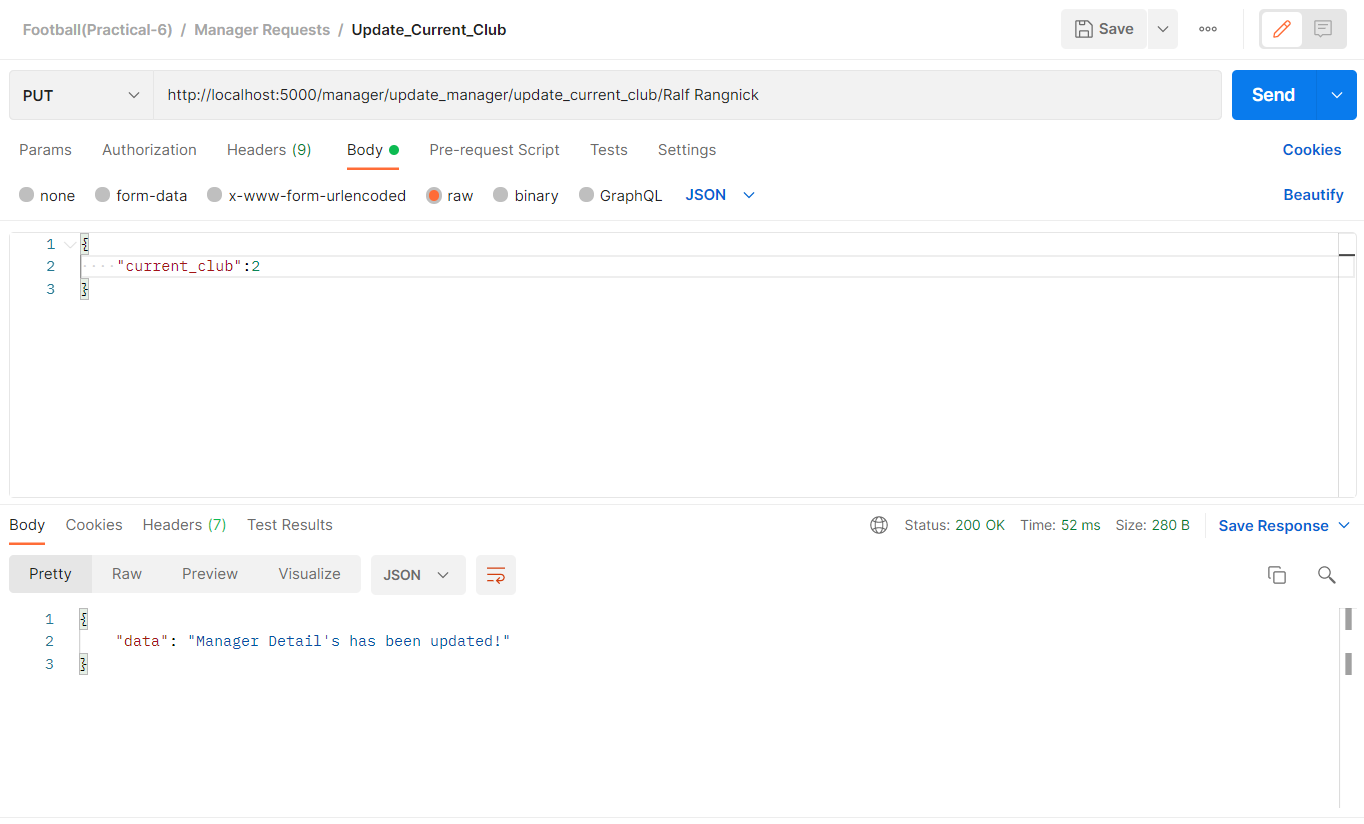 Football(Practical-6) / Manager Requests / Update_Current_Club
Save
PUT
http://localhost:5000/manager/update_manager/update_current_club/Ralf Rangnick
Send
Params Authorization Headers (9) Body Pre-request Script Tests Settings Cookies
none form-data x-www-form-urlencoded raw binary GraphQL JSON Beautify
1 {
2 "current_club":2
3 }
Body Cookies Headers (7) Test Results Status: 200 OK Time: 52 ms Size: 280 B Save Response
Pretty Raw Preview Visualize JSON
1 {
2 "data": "Manager Detail's has been updated!"
3 }